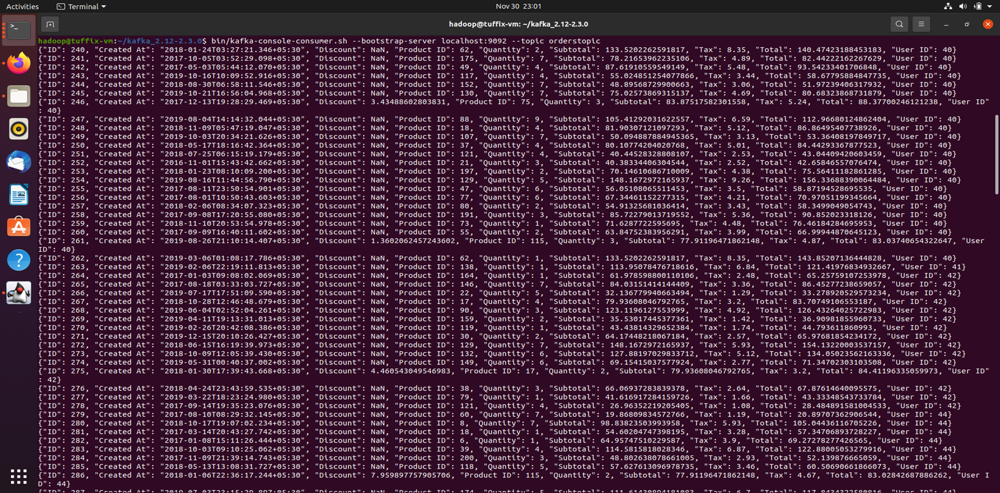 Activities
Terminal
Nov 30 23:01
hadoop@tuffix-vm: ~/kafka_2.12-2.3.0
hadoop@tuffix-vm:~/kafka_2.12-2.3.0$ bin/kafka-console-consumer.sh --bootstrap-server localhost:9092 --topic orderstopic
{"ID": 240, "Created At": "2018-01-24T03:27:21.346+05:30", "Discount": NaN, "Product ID": 62, "Quantity": 2, "Subtotal": 133.5202262591817, "Tax": 8.35, "Total": 140.47423188453183, "User ID": 40}
{"ID": 241, "Created At": "2017-10-05T03:52:29.098+05:30", "Discount": NaN, "Product ID": 175, "Quantity": 7, "Subtotal": 78.21653962235106, "Tax": 4.89, "Total": 82.44222162267629, "User ID": 40}
{"ID": 242, "Created At": "2017-05-03T05:44:12.070+05:30", "Discount": NaN, "Product ID": 49, "Quantity": 4, "Subtotal": 87.61910559549149, "Tax": 5.48, "Total": 93.54233401706848, "User ID": 40}
{"ID": 243, "Created At": "2019-10-16T10:09:52.916+05:30", "Discount": NaN, "Product ID": 117, "Quantity": 4, "Subtotal": 55.024851254077866, "Tax": 3.44, "Total": 58.67795884847735, "User ID": 40}
{"ID": 244, "Created At": "2018-08-30T06:58:11.546+05:30", "Discount": NaN, "Product ID": 152, "Quantity": 7, "Subtotal": 48.89568729900663, "Tax": 3.06, "Total": 51.97239406317932, "User ID": 40}
{"ID": 245, "Created At": "2019-10-21T16:56:04.968+05:30", "Discount": NaN, "Product ID": 130, "Quantity": 7, "Subtotal": 75.02573869315137, "Tax": 4.69, "Total": 80.68323868731879, "User ID": 40}
{"ID": 246, "Created At": "2017-12-13T19:28:29.469+05:30", "Discount": 3.43488602803831, "Product ID": 75, "Quantity": 3, "Subtotal": 83.87517582301558, "Tax": 5.24, "Total": 88.37700246121238, "User ID"
: 40}
{"ID": 247, "Created At": "2019-08-04T14:14:32.044+05:30", "Discount": NaN, "Product ID": 88, "Quantity": 9, "Subtotal": 105.41292031622557, "Tax": 6.59, "Total": 112.96680124862404, "User ID": 40}
{"ID": 248, "Created At": "2018-11-09T05:47:19.047+05:30", "Discount": NaN, "Product ID": 18, "Quantity": 4, "Subtotal": 81.90307121097293, "Tax": 5.12, "Total": 86.86495407738926, "User ID": 40}
{"ID": 249, "Created At": "2019-10-03T20:34:21.626+05:30", "Discount": NaN, "Product ID": 107, "Quantity": 7, "Subtotal": 50.094887884945365, "Tax": 3.13, "Total": 53.36408197849717, "User ID": 40}
{"ID": 250, "Created At": "2018-05-17T18:16:42.364+05:30", "Discount": NaN, "Product ID": 37, "Quantity": 4, "Subtotal": 80.10774204020768, "Tax": 5.01, "Total": 84.44293367877523, "User ID": 40}
{"ID": 251, "Created At": "2018-07-25T06:15:19.179+05:30", "Discount": NaN, "Product ID": 121, "Quantity": 4, "Subtotal": 40.44528328808107, "Tax": 2.53, "Total": 43.04409420603459, "User ID": 40}
{"ID": 252, "Created At": "2016-11-01T15:43:42.662+05:30", "Discount": NaN, "Product ID": 21, "Quantity": 3, "Subtotal": 40.38334406304544, "Tax": 2.52, "Total": 42.65846557076474, "User ID": 40}
{"ID": 253, "Created At": "2018-01-23T08:10:09.200+05:30", "Discount": NaN, "Product ID": 197, "Quantity": 2, "Subtotal": 70.14610686710009, "Tax": 4.38, "Total": 75.56411182861285, "User ID": 40}
{"ID": 254, "Created At": "2019-08-16T11:44:56.790+05:30", "Discount": NaN, "Product ID": 129, "Quantity": 5, "Subtotal": 148.1672972165937, "Tax": 9.26, "Total": 156.33688390064484, "User ID": 40}
{"ID": 255, "Created At": "2017-08-11T23:50:54.901+05:30", "Discount": NaN, "Product ID": 47, "Quantity": 6, "Subtotal": 56.05108065511453, "Tax": 3.5, "Total": 58.87194528695535, "User ID": 40}
{"ID": 256, "Created At": "2017-08-01T10:50:43.603+05:30", "Discount": NaN, "Product ID": 77, "Quantity": 6, "Subtotal": 67.34461152277315, "Tax": 4.21, "Total": 70.97051199345664, "User ID": 40}
{"ID": 257, "Created At": "2018-02-06T08:34:07.323+05:30", "Discount": NaN, "Product ID": 80, "Quantity": 2, "Subtotal": 54.91325681036414, "Tax": 3.43, "Total": 58.3499049054743, "User ID": 40}
{"ID": 258, "Created At": "2017-09-08T17:20:55.080+05:30", "Discount": NaN, "Product ID": 191, "Quantity": 3, "Subtotal": 85.72279013719552, "Tax": 5.36, "Total": 90.852023318126, "User ID": 40}
{"ID": 259, "Created At": "2018-11-10T20:53:54.978+05:30", "Discount": NaN, "Product ID": 73, "Quantity": 1, "Subtotal": 71.6287722595695, "Tax": 4.48, "Total": 76.46184284695953, "User ID": 40}
{"ID": 260, "Created At": "2017-09-09T16:40:11.602+05:30", "Discount": NaN, "Product ID": 55, "Quantity": 2, "Subtotal": 63.84752383956291, "Tax": 3.99, "Total": 66.99944870645123, "User ID": 40}
{"ID": 261, "Created At": "2019-08-26T21:10:14.407+05:30", "Discount": 1.3602062457243602, "Product ID": 115, "Quantity": 3, "Subtotal": 77.91196471862148, "Tax": 4.87, "Total": 83.03740654322647, "User
ID": 40}
{"ID": 262, "Created At": "2019-03-06T01:08:17.786+05:30", "Discount": NaN, "Product ID": 62, "Quantity": 1, "Subtotal": 133.5202262591817, "Tax": 8.35, "Total": 143.85207136444828, "User ID": 40}
{"ID": 263, "Created At": "2019-02-06T22:19:11.813+05:30", "Discount": NaN, "Product ID": 138, "Quantity": 1, "Subtotal": 113.95078476718616, "Tax": 6.84, "Total": 121.41976834932667, "User ID": 41}
{"ID": 264, "Created At": "2017-01-03T09:08:02.069+05:30", "Discount": NaN, "Product ID": 164, "Quantity": 1, "Subtotal": 61.978598800110106, "Tax": 2.48, "Total": 65.25759107253978, "User ID": 42}
{"ID": 265, "Created At": "2017-08-18T03:33:03.727+05:30", "Discount": NaN, "Product ID": 146, "Quantity": 7, "Subtotal": 84.03151414144409, "Tax": 3.36, "Total": 86.45277238659057, "User ID": 42}
{"ID": 266, "Created At": "2019-07-17T17:51:09.590+05:30", "Discount": NaN, "Product ID": 22, "Quantity": 5, "Subtotal": 32.136779940663494, "Tax": 1.29, "Total": 33.278920529573234, "User ID": 42}
{"ID": 267, "Created At": "2018-10-28T12:46:48.679+05:30", "Discount": NaN, "Product ID": 17, "Quantity": 4, "Subtotal": 79.93608046792765, "Tax": 3.2, "Total": 83.70749106553187, "User ID": 42}
{"ID": 268, "Created At": "2019-06-04T02:52:04.261+05:30", "Discount": NaN, "Product ID": 90, "Quantity": 3, "Subtotal": 123.1196127553999, "Tax": 4.92, "Total": 126.43264025722983, "User ID": 42}
{"ID": 269, "Created At": "2019-04-11T19:13:31.013+05:30", "Discount": NaN, "Product ID": 159, "Quantity": 2, "Subtotal": 35.53017445377361, "Tax": 1.42, "Total": 36.90981855960733, "User ID": 42}
{"ID": 270, "Created At": "2019-02-26T20:42:08.386+05:30", "Discount": NaN, "Product ID": 119, "Quantity": 1, "Subtotal": 43.43814329652384, "Tax": 1.74, "Total": 44.793611860993, "User ID": 42}
{"ID": 271, "Created At": "2019-12-15T20:10:26.427+05:30", "Discount": NaN, "Product ID": 30, "Quantity": 2, "Subtotal": 64.17448218067184, "Tax": 2.57, "Total": 65.97681854234172, "User ID": 42}
{"ID": 272, "Created At": "2018-06-15T16:19:39.973+05:30", "Discount": NaN, "Product ID": 129, "Quantity": 7, "Subtotal": 148.1672972165937, "Tax": 5.93, "Total": 154.13220003537157, "User ID": 42}
{"ID": 273, "Created At": "2018-10-09T12:05:39.430+05:30", "Discount": NaN, "Product ID": 132, "Quantity": 6, "Subtotal": 127.88197029833712, "Tax": 5.12, "Total": 134.05023562163336, "User ID": 42}
{"ID": 274, "Created At": "2019-05-31T00:40:37.002+05:30", "Discount": NaN, "Product ID": 149, "Quantity": 6, "Subtotal": 69.15415037577924, "Tax": 2.77, "Total": 71.34702303103508, "User ID": 42}
{"ID": 275, "Created At": "2018-01-30T17:39:43.668+05:30", "Discount": 4.460543049546983, "Product ID": 17, "Quantity": 2, "Subtotal": 79.93608046792765, "Tax": 3.2, "Total": 84.41196335059973, "User ID"
: 42}
{"ID": 276, "Created At": "2018-04-24T23:43:59.535+05:30", "Discount": NaN, "Product ID": 38, "Quantity": 3, "Subtotal": 66.06937283839378, "Tax": 2.64, "Total": 67.87614640095575, "User ID": 42}
{"ID": 277, "Created At": "2019-03-22T18:23:24.980+05:30", "Discount": NaN, "Product ID": 79, "Quantity": 1, "Subtotal": 41.616917284159726, "Tax": 1.66, "Total": 43.33348543733784, "User ID": 42}
{"ID": 278, "Created At": "2017-09-14T19:35:23.076+05:30", "Discount": NaN, "Product ID": 121, "Quantity": 4, "Subtotal": 26.96352219205405, "Tax": 1.08, "Total": 28.484891581004533, "User ID": 42}
{"ID": 279, "Created At": "2017-08-10T08:29:32.145+05:30", "Discount": NaN, "Product ID": 60, "Quantity": 7, "Subtotal": 19.86809834572766, "Tax": 1.19, "Total": 20.89707362906544, "User ID": 44}
{"ID": 280, "Created At": "2018-10-17T19:07:02.234+05:30", "Discount": NaN, "Product ID": 8, "Quantity": 7, "Subtotal": 98.83823503993958, "Tax": 5.93, "Total": 105.04436116705226, "User ID": 44}
{"ID": 281, "Created At": "2017-03-14T20:43:27.742+05:30", "Discount": NaN, "Product ID": 18, "Quantity": 1, "Subtotal": 54.60204747398195, "Tax": 3.28, "Total": 57.34706893728227, "User ID": 44}
{"ID": 282, "Created At": "2017-01-08T15:11:26.444+05:30", "Discount": NaN, "Product ID": 6, "Quantity": 1, "Subtotal": 64.95747510229587, "Tax": 3.9, "Total": 69.27278277426565, "User ID": 44}
{"ID": 283, "Created At": "2018-10-03T09:10:25.062+05:30", "Discount": NaN, "Product ID": 39, "Quantity": 4, "Subtotal": 114.5815818028346, "Tax": 6.87, "Total": 122.88005053279916, "User ID": 44}
{"ID": 284, "Created At": "2017-11-09T21:39:14.743+05:30", "Discount": NaN, "Product ID": 200, "Quantity": 3, "Subtotal": 48.802638078661005, "Tax": 2.93, "Total": 52.139876665059, "User ID": 44}
{"ID": 285, "Created At": "2018-05-13T13:08:31.727+05:30", "Discount": NaN, "Product ID": 118, "Quantity": 5, "Subtotal": 57.627613096978735, "Tax": 3.46, "Total": 60.50690661866073, "User ID": 44}
{"ID": 286, "Created At": "2018-01-06T22:36:17.244+05:30", "Discount": 7.959897757905706, "Product ID": 115, "Quantity": 2, "Subtotal": 77.91196471862148, "Tax": 4.67, "Total": 83.02842687886262, "User I
D": 44}
{"ID": 287, "Created At": "2019-07-03T23:15:29.897+05:30", "Discount": NaN, "Product ID": 174, "Quantity": 5, "Subtotal": 111.61430894181083, "Tax": 6.7, "Total": 117.8434322580816, "User ID": 44}